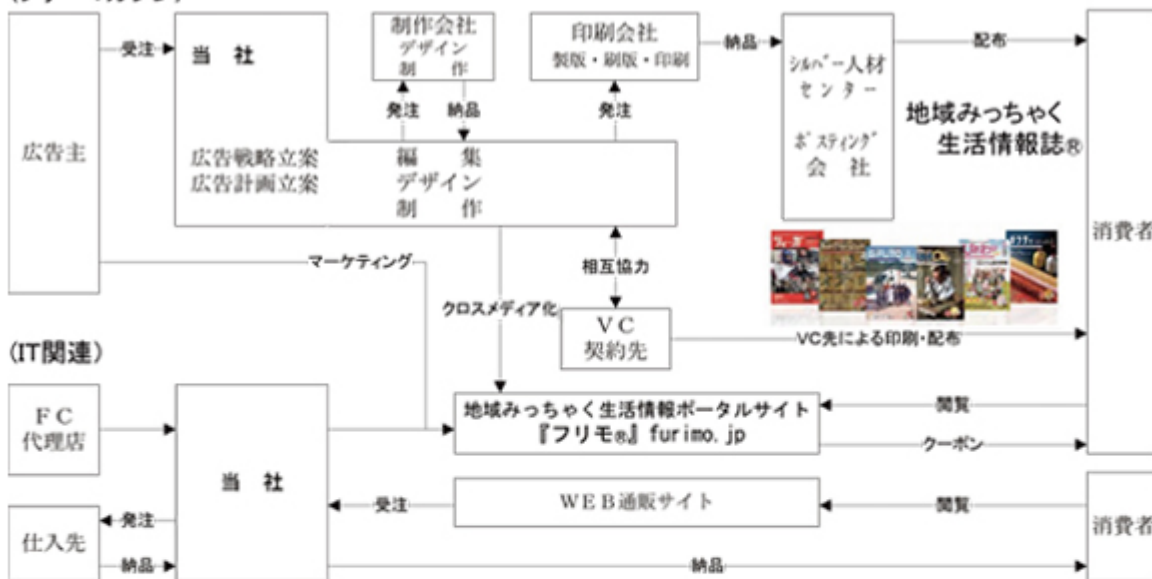 広告主
受注
当 社
制作会社
デザイン
制 作
印刷会社
製版・刷版・印刷
納品
シルバー人材
センター
ポスティング
会 社
配布
地域みっちゃく
生活情報誌®
消費者
発注
納品
発注
広告戦略立案
広告計画立案
編 集
デザイン
制 作
マーケティング
相互協力
クロスメディア化
VC
契約先
VC先による印刷・配布
(IT関連)
FC
代理店
当 社
地域みっちゃく生活情報ポータルサイト
『フリモ®』furimo.jp
閲覧
クーポン
仕入先
発注
納品
受注
WEB通販サイト
閲覧
消費者
納品